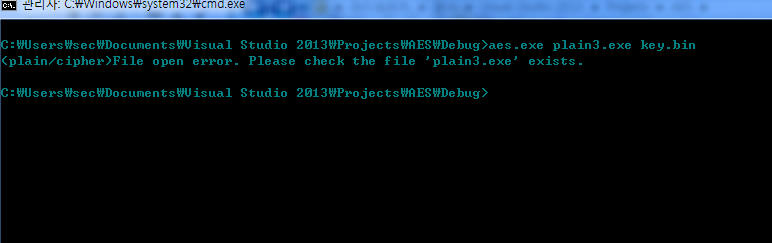 관리자: C:₩Windows₩system32₩cmd.exe
C:₩Users₩sec₩Documents₩Visual Studio 2013₩Projects₩AES₩Debug>aes.exe plain3.exe key.bin
(plain/cipher)File open error. Please check the file 'plain3.exe' exists.
C:₩Users₩sec₩Documents₩Visual Studio 2013₩Projects₩AES₩Debug>